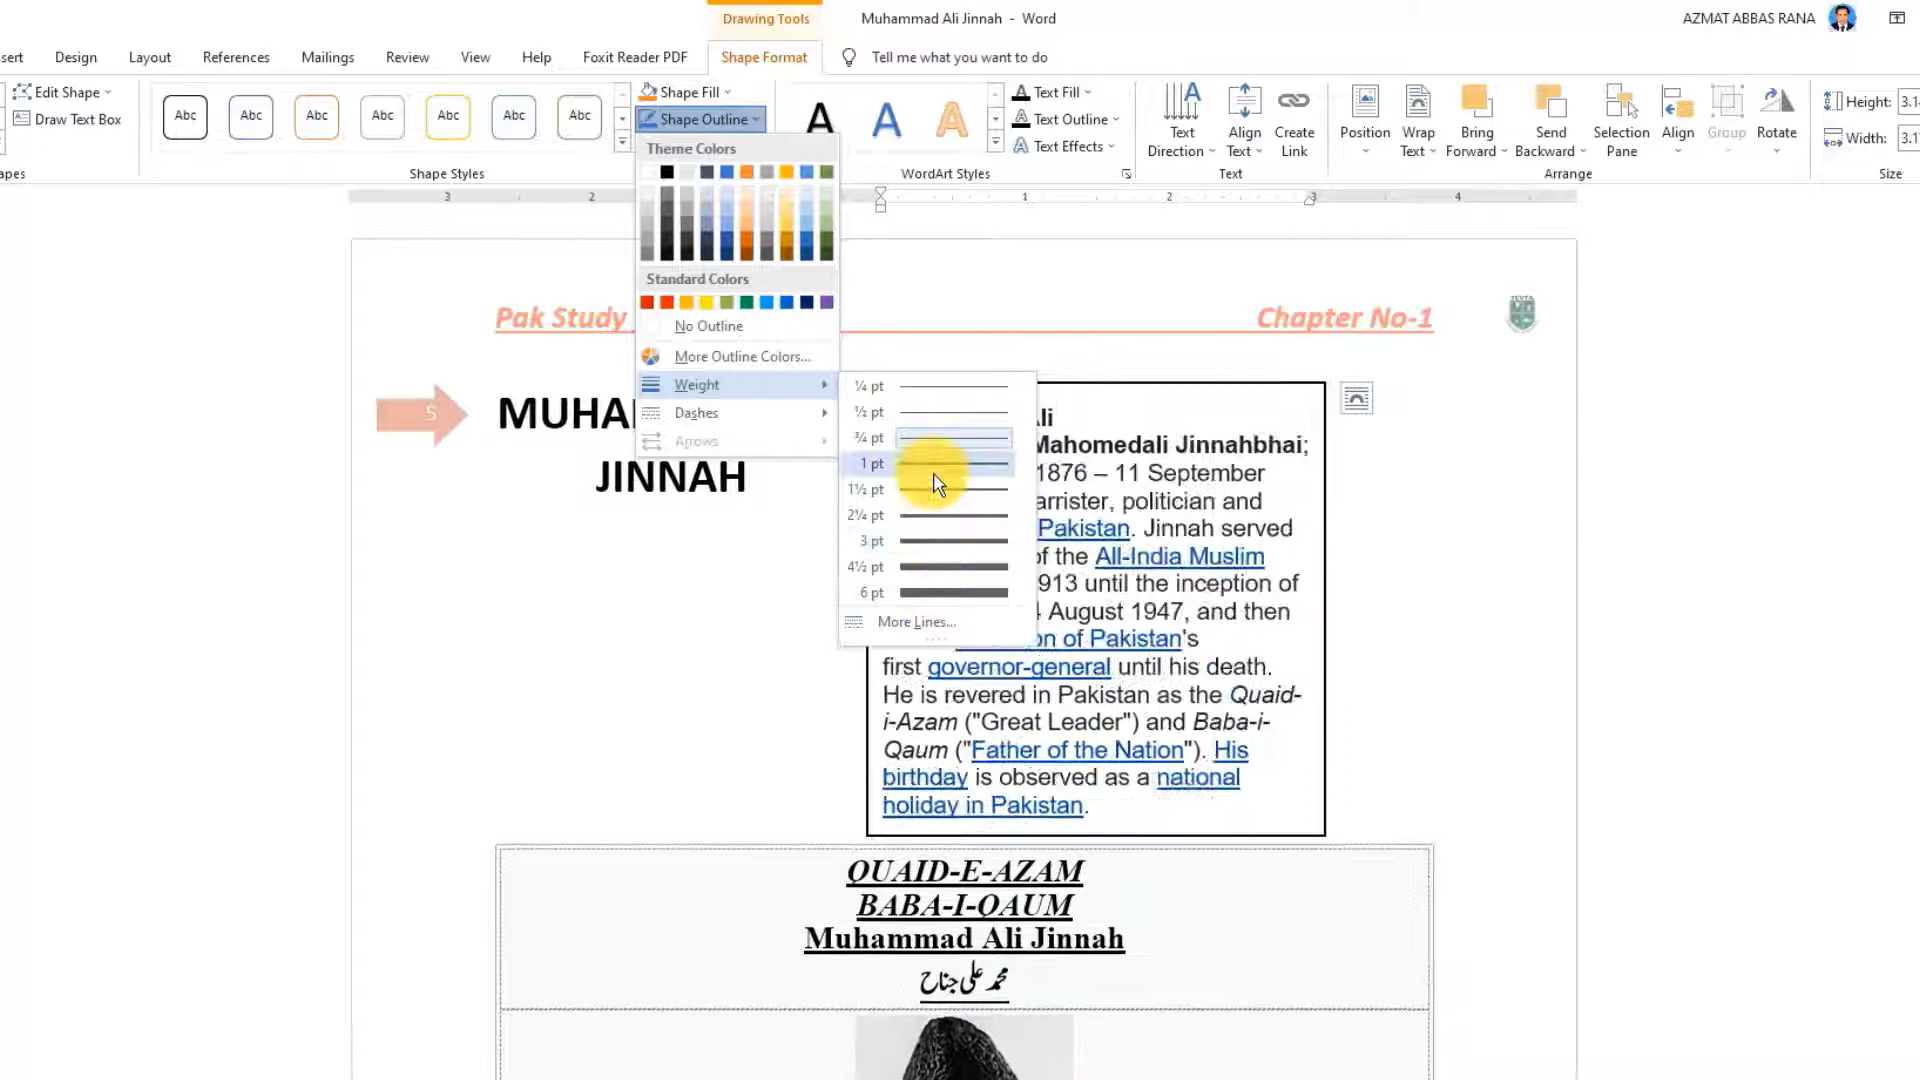 Drawing Tools
Muhammad Ali Jinnah - Word
AZMAT ABBAS RANA
sert
Design
Layout
References
Mailings
Review
View
Help
Foxit Reader PDF
Shape Format
Tell me what you want to do
Edit Shape
Draw Text Box
Abc
Abc
Abc
Abc
Abc
Abc
Abc
Shape Fill
Shape Outline
A
A
A
Text Fill
Text Outline
Text Effects
Text Direction
Align Text
Create Link
Position
Wrap Text
Bring Forward
Send Backward
Selection Pane
Align
Group
Rotate
Height:
Width:
apes
Shape Styles
WordArt Styles
Text
Arrange
Size
3
2
1
2
3
4
Theme Colors
Standard Colors
No Outline
More Outline Colors...
Weight
Dashes
Arrows
¼ pt
½ pt
¾ pt
1 pt
1½ pt
2¼ pt
3 pt
4½ pt
6 pt
More Lines...
Pak Study
Chapter No-1
5
MUHA
JINNAH
li
Mahomedali Jinnahbhai;
1876 – 11 September
arrister, politician and
Pakistan. Jinnah served
of the All-India Muslim
913 until the inception of
August 1947, and then
on of Pakistan's
first governor-general until his death.
He is revered in Pakistan as the Quaid-
i-Azam ("Great Leader") and Baba-i-
Qaum ("Father of the Nation"). His
birthday is observed as a national
holiday in Pakistan.
QUAID-E-AZAM
BABA-I-QAUM
Muhammad Ali Jinnah
محمد علی جناح